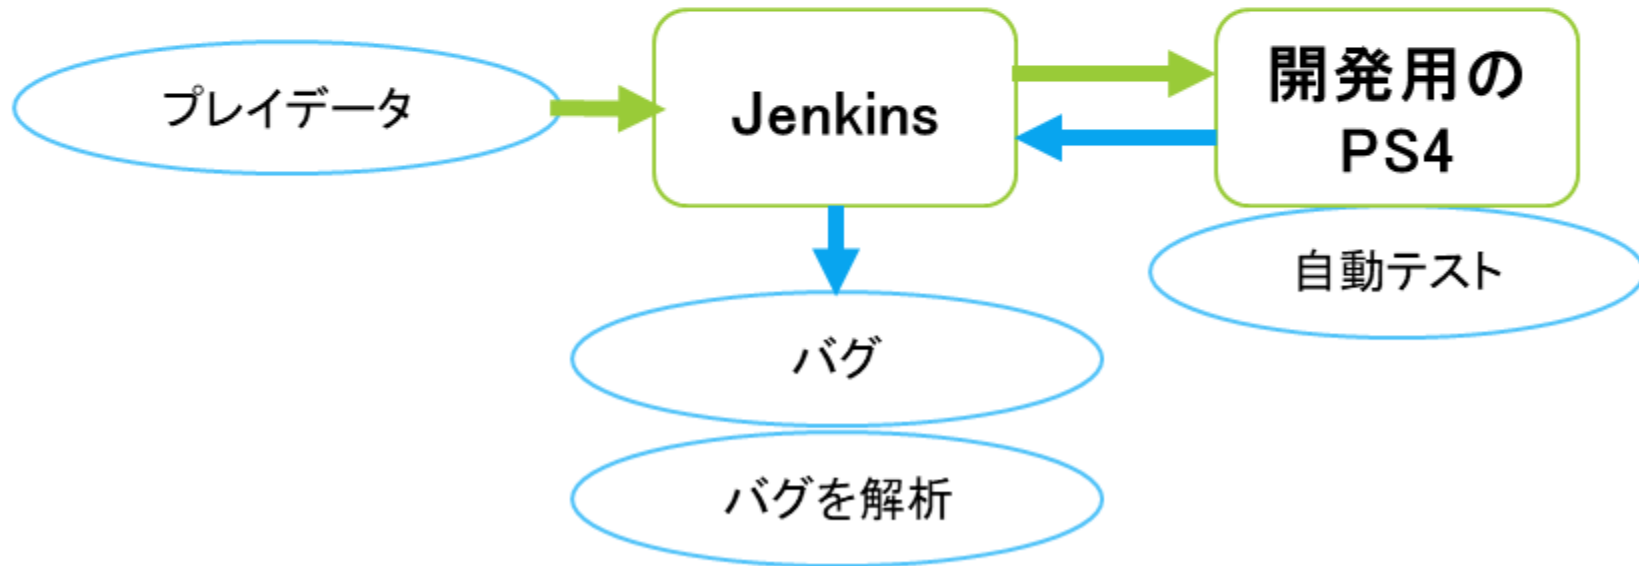 プレイデータ
Jenkins
開発用の
PS4
自動テスト
バグ
バグを解析